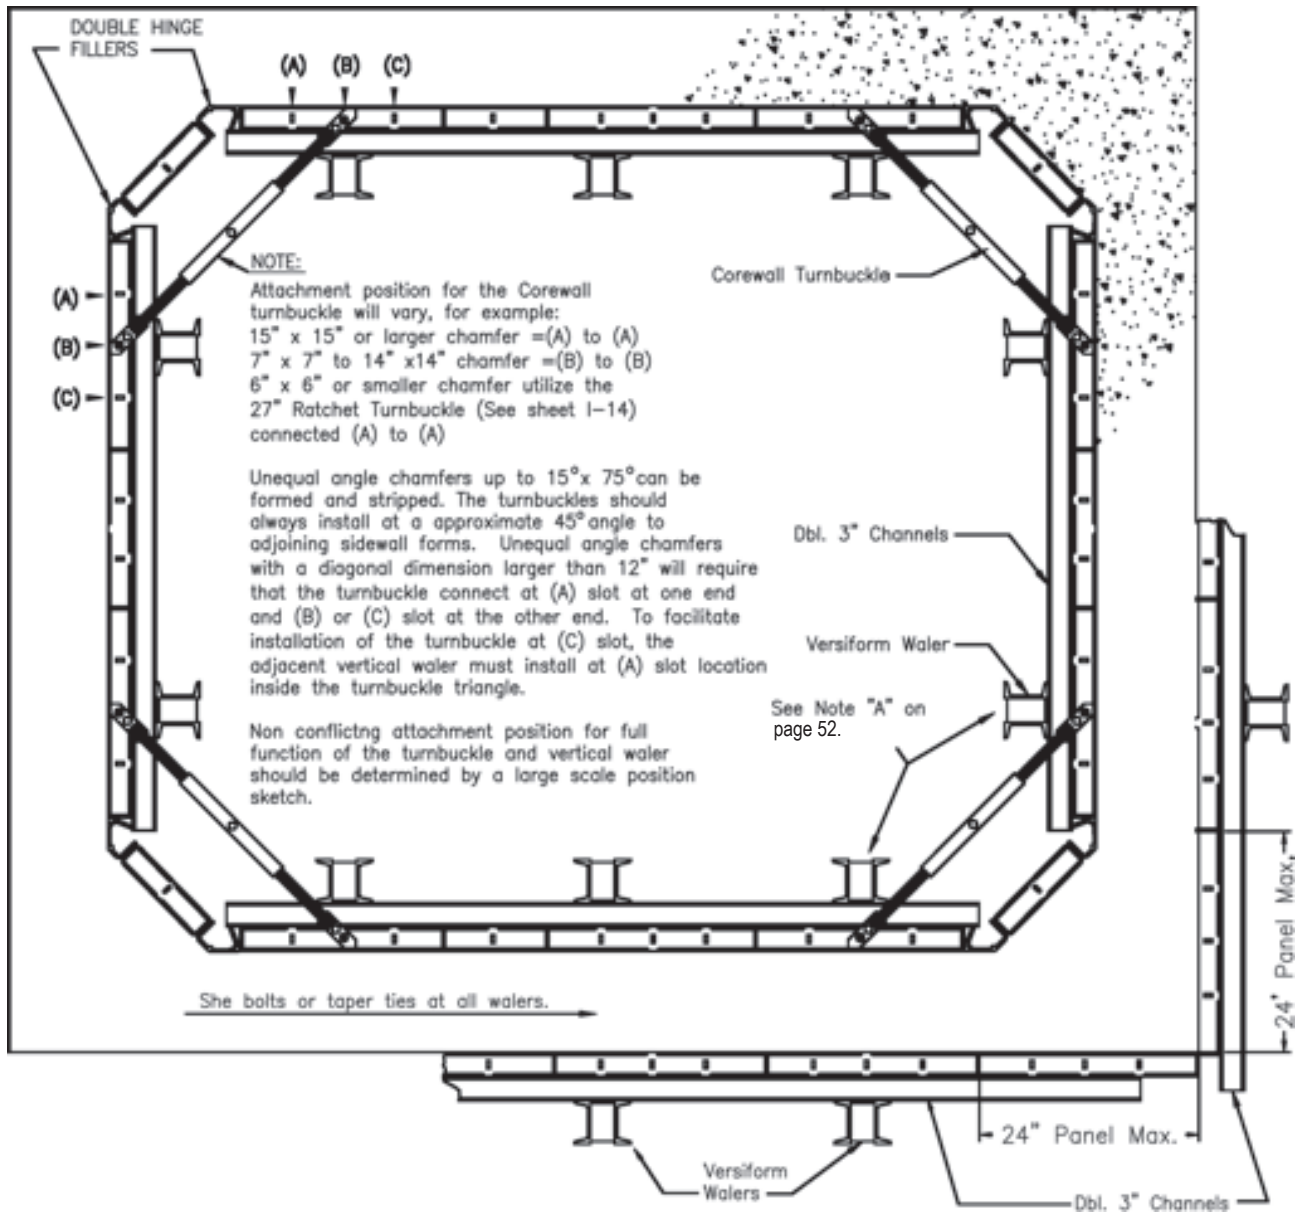 DOUBLE HINGE
FILLERS
(A) (B) (C)
(A)
(B)
(C)
NOTE:
Attachment position for the Corewall
turnbuckle will vary, for example:
15" x 15" or larger chamfer =(A) to (A)
7" x 7" to 14" x14" chamfer =(B) to (B)
6" x 6" or smaller chamfer utilize the
27" Ratchet Turnbuckle (See sheet I-14)
connected (A) to (A)
Unequal angle chamfers up to 15° x 75° can be
formed and stripped. The turnbuckles should
always install at a approximate 45° angle to
adjoining sidewall forms. Unequal angle chamfers
with a diagonal dimension larger than 12" will require
that the turnbuckle connect at (A) slot at one end
and (B) or (C) slot at the other end. To facilitate
installation of the turnbuckle at (C) slot, the
adjacent vertical waler must install at (A) slot location
inside the turnbuckle triangle.
Non conflictng attachment position for full
function of the turnbuckle and vertical waler
should be determined by a large scale position
sketch.
Corewall Turnbuckle
Dbl. 3" Channels
Versiform Waler
See Note "A" on
page 52.
She bolts or taper ties at all walers.
24' Panel Max.
24" Panel Max.
Versiform
Walers
Dbl. 3" Channels